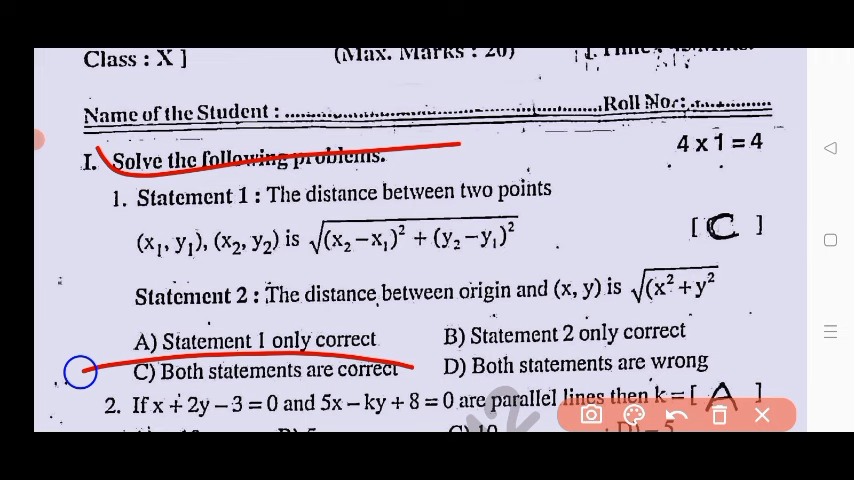 Class : X ]
(Max. Marks : 20)
Name of the Student :
Roll No :
I. Solve the following problems.
4 x 1 = 4
1. Statement 1 : The distance between two points
(x₁, y₁), (x₂, y₂) is √(x₂−x₁)² + (y₂−y₁)²
[ C ]
Statement 2 : The distance between origin and (x, y) is √(x²+y²
A) Statement 1 only correct B) Statement 2 only correct
C) Both statements are correct D) Both statements are wrong
2. If x + 2y − 3 = 0 and 5x − ky + 8 = 0 are parallel lines then k = [ A ]